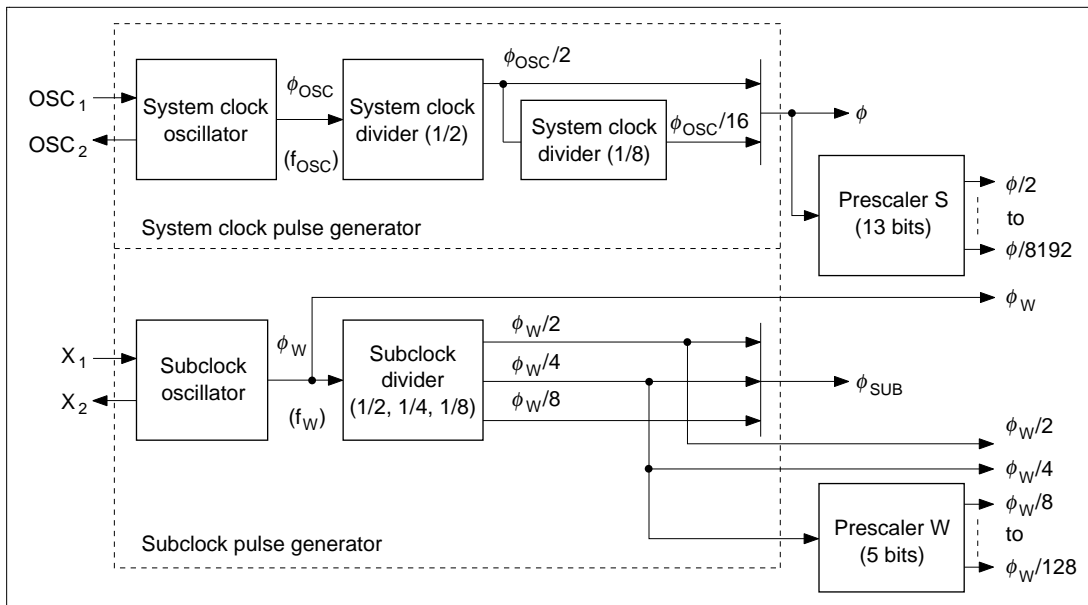 OSC1
OSC2
System clock
oscillator
ϕOSC
(fOSC)
System clock
divider (1/2)
ϕOSC/2
System clock
divider (1/8)
ϕOSC/16
ϕ
Prescaler S
(13 bits)
ϕ/2
to
ϕ/8192
System clock pulse generator
ϕW
X1
X2
Subclock
oscillator
ϕW
(fW)
Subclock
divider
(1/2, 1/4, 1/8)
ϕW/2
ϕW/4
ϕW/8
ϕSUB
ϕW/2
ϕW/4
Prescaler W
(5 bits)
ϕW/8
to
ϕW/128
Subclock pulse generator